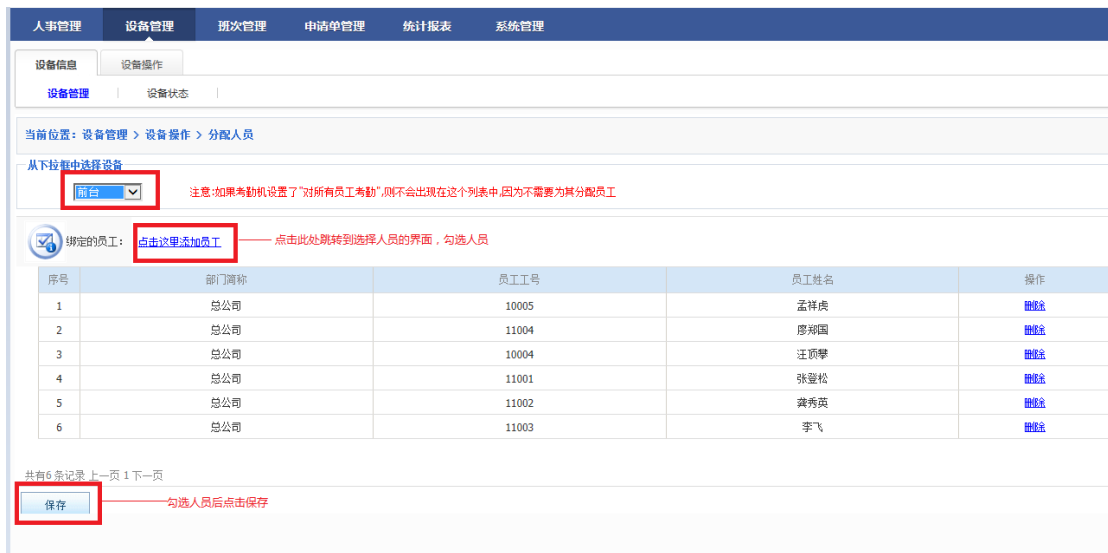 人事管理 设备管理 班次管理 申请单管理 统计报表 系统管理
设备信息 设备操作
设备管理 设备状态
当前位置：设备管理 > 设备操作 > 分配人员
从下拉框中选择设备
前台 注意:如果考勤机设置了"对所有员工考勤",则不会出现在这个列表中,因为不需要为其分配员工
绑定的员工： 点击这里添加员工 点击此处跳转到选择人员的界面，勾选人员
序号 部门简称 员工工号 员工姓名 操作
1 总公司 10005 孟祥虎 删除
2 总公司 11004 廖郑国 删除
3 总公司 10004 汪顶攀 删除
4 总公司 11001 张登松 删除
5 总公司 11002 龚秀英 删除
6 总公司 11003 李飞 删除
共有6 条记录 上一页 1 下一页
保存 勾选人员后点击保存